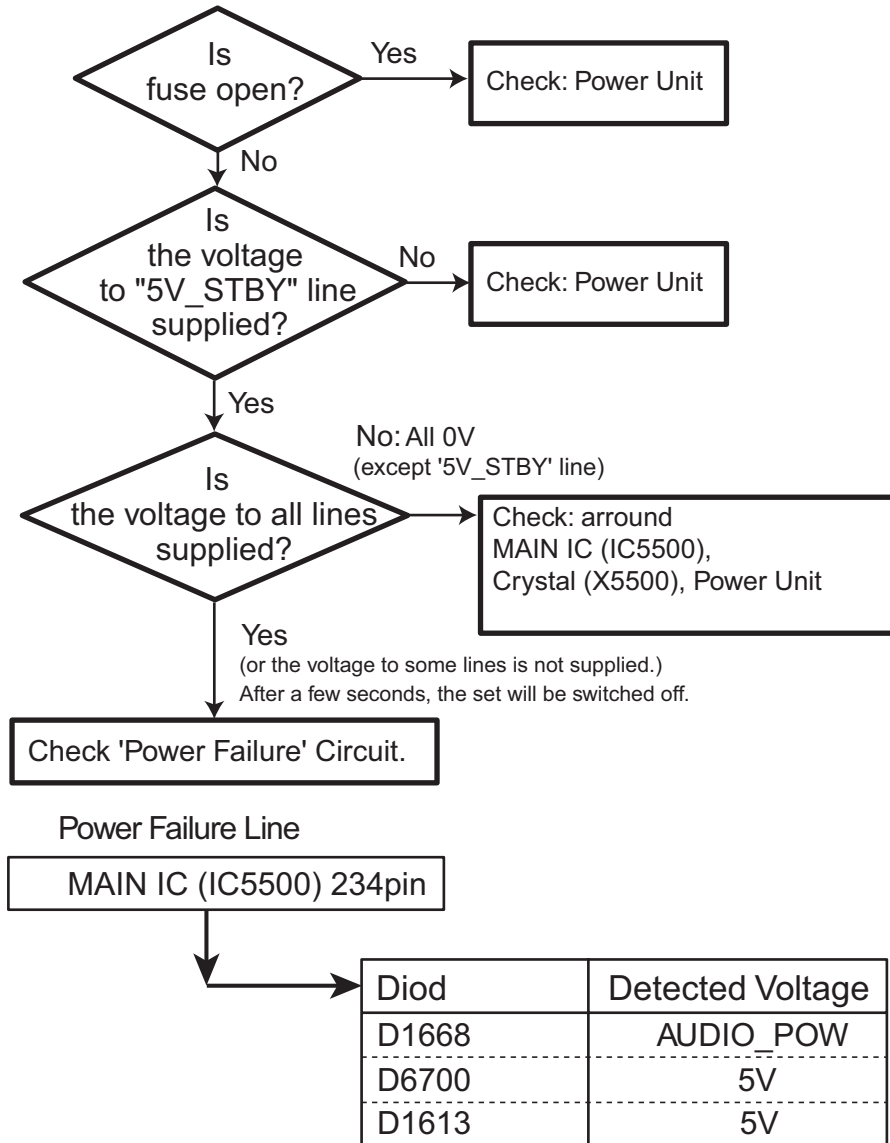 Is
fuse open?
Yes
Check: Power Unit
No
Is
the voltage
to "5V_STBY" line
supplied?
No
Check: Power Unit
Yes
No: All 0V
(except '5V_STBY' line)
Is
the voltage to all lines
supplied?
Check: arround
MAIN IC (IC5500),
Crystal (X5500), Power Unit
Yes
(or the voltage to some lines is not supplied.)
After a few seconds, the set will be switched off.
Check 'Power Failure' Circuit.
Power Failure Line
MAIN IC (IC5500) 234pin
Diod Detected Voltage
D1668 AUDIO_POW
D6700 5V
D1613 5V